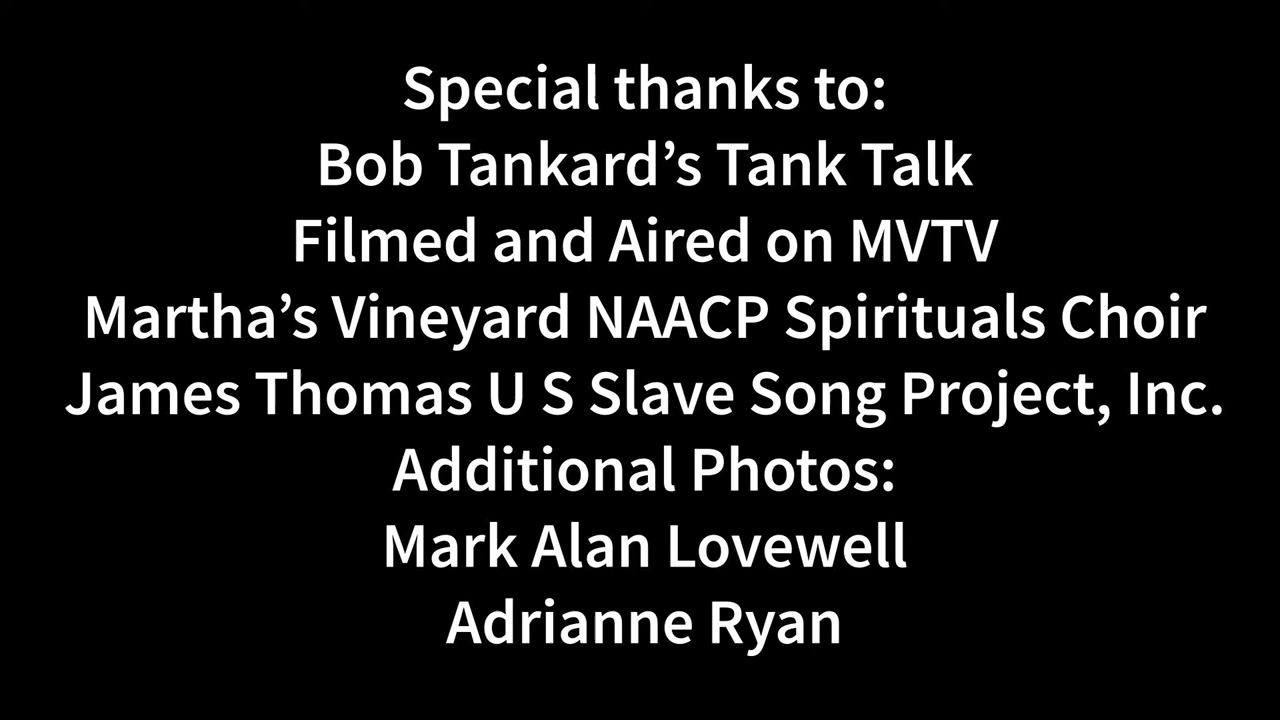 Special thanks to:
Bob Tankard’s Tank Talk
Filmed and Aired on MVTV
Martha’s Vineyard NAACP Spirituals Choir
James Thomas U S Slave Song Project, Inc.
Additional Photos:
Mark Alan Lovewell
Adrianne Ryan